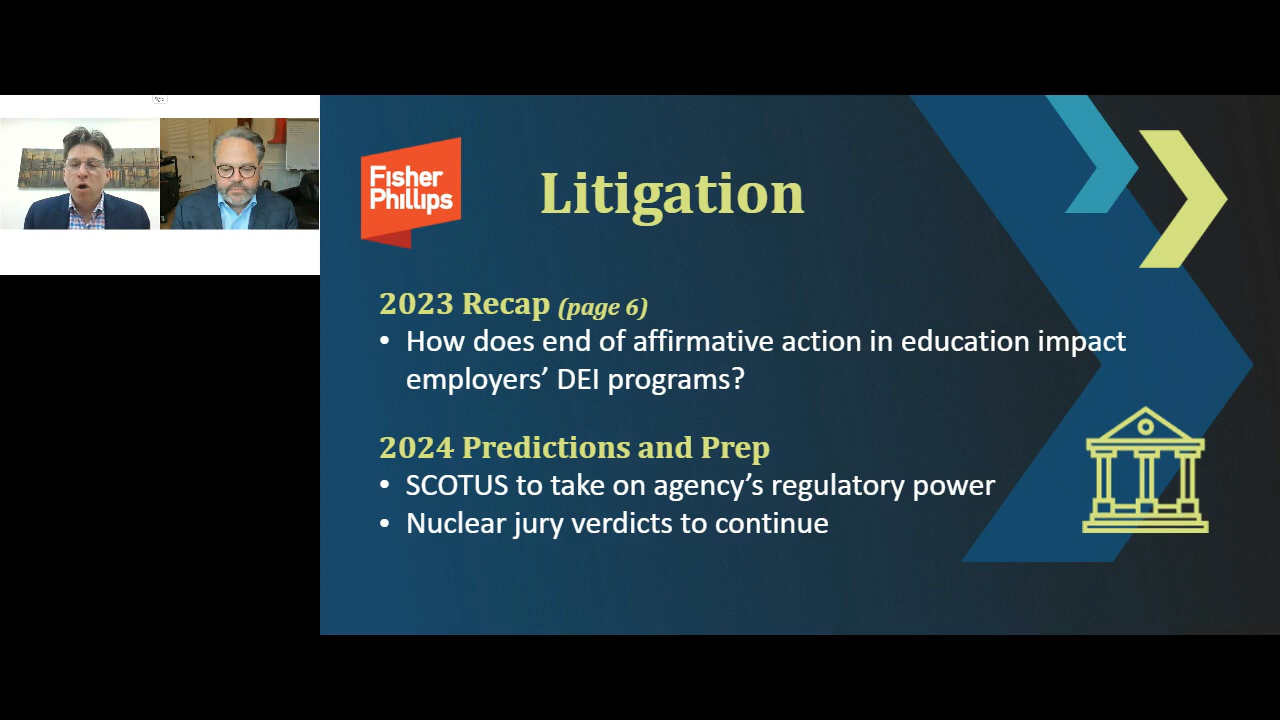 Fisher
Phillips
Litigation
2023 Recap (page 6)
• How does end of affirmative action in education impact
employers’ DEI programs?
2024 Predictions and Prep
• SCOTUS to take on agency’s regulatory power
• Nuclear jury verdicts to continue